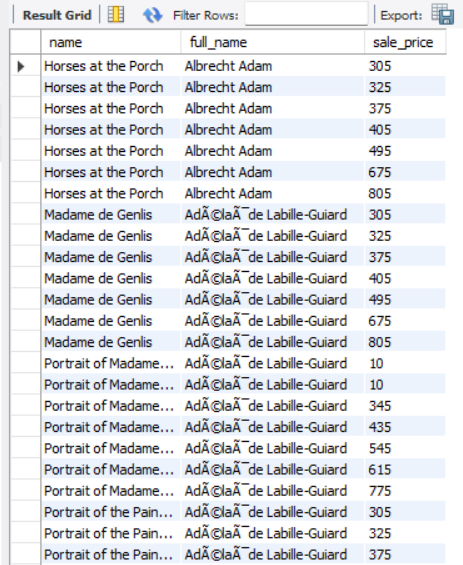 Result Grid Filter Rows: Export:
name full_name sale_price
Horses at the Porch Albrecht Adam 305
Horses at the Porch Albrecht Adam 325
Horses at the Porch Albrecht Adam 375
Horses at the Porch Albrecht Adam 405
Horses at the Porch Albrecht Adam 495
Horses at the Porch Albrecht Adam 675
Horses at the Porch Albrecht Adam 805
Madame de Genlis AdÃ©laÃ¯de Labille-Guiard 305
Madame de Genlis AdÃ©laÃ¯de Labille-Guiard 325
Madame de Genlis AdÃ©laÃ¯de Labille-Guiard 375
Madame de Genlis AdÃ©laÃ¯de Labille-Guiard 405
Madame de Genlis AdÃ©laÃ¯de Labille-Guiard 495
Madame de Genlis AdÃ©laÃ¯de Labille-Guiard 675
Madame de Genlis AdÃ©laÃ¯de Labille-Guiard 805
Portrait of Madame... AdÃ©laÃ¯de Labille-Guiard 10
Portrait of Madame... AdÃ©laÃ¯de Labille-Guiard 10
Portrait of Madame... AdÃ©laÃ¯de Labille-Guiard 345
Portrait of Madame... AdÃ©laÃ¯de Labille-Guiard 435
Portrait of Madame... AdÃ©laÃ¯de Labille-Guiard 545
Portrait of Madame... AdÃ©laÃ¯de Labille-Guiard 615
Portrait of Madame... AdÃ©laÃ¯de Labille-Guiard 775
Portrait of the Pain... AdÃ©laÃ¯de Labille-Guiard 305
Portrait of the Pain... AdÃ©laÃ¯de Labille-Guiard 325
Portrait of the Pain... AdÃ©laÃ¯de Labille-Guiard 375